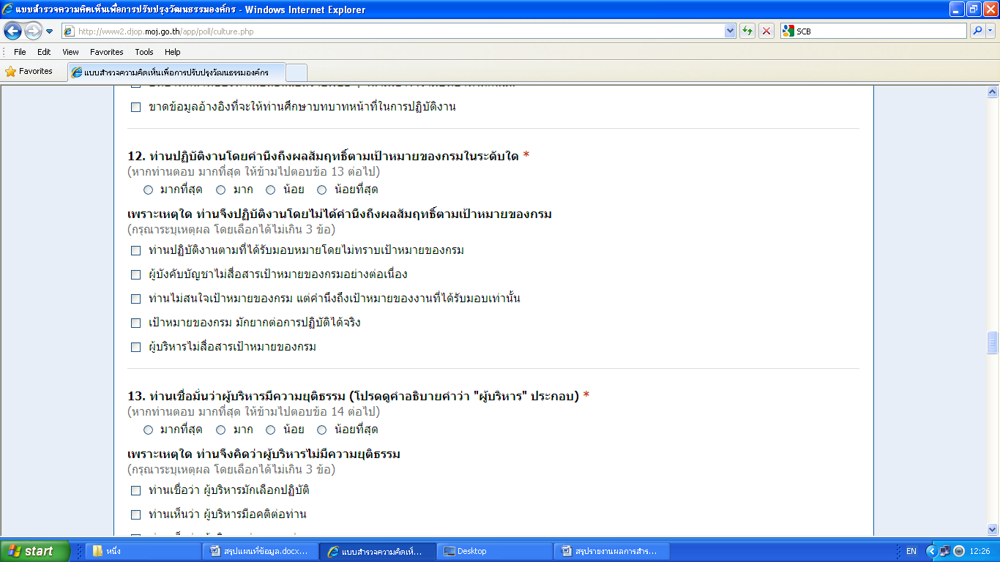 แบบสำรวจความคิดเห็นเพื่อการปรับปรุงวัฒนธรรมองค์กร - Windows Internet Explorer
http://www2.djop.moj.go.th/app/poll/culture.php
SCB
File Edit View Favorites Tools Help
Favorites
แบบสำรวจความคิดเห็นเพื่อการปรับปรุงวัฒนธรรมองค์กร
ขาดข้อมูลอ้างอิงที่จะให้ท่านศึกษาบทบาทหน้าที่ในการปฏิบัติงาน
12. ท่านปฏิบัติงานโดยคำนึงถึงผลสัมฤทธิ์ตามเป้าหมายของกรมในระดับใด *
(หากท่านตอบ มากที่สุด ให้ข้ามไปตอบข้อ 13 ต่อไป)
มากที่สุด มาก น้อย น้อยที่สุด
เพราะเหตุใด ท่านจึงปฏิบัติงานโดยไม่ได้คำนึงถึงผลสัมฤทธิ์ตามเป้าหมายของกรม
(กรุณาระบุเหตุผล โดยเลือกได้ไม่เกิน 3 ข้อ)
ท่านปฏิบัติงานตามที่ได้รับมอบหมายโดยไม่ทราบเป้าหมายของกรม
ผู้บังคับบัญชาไม่สื่อสารเป้าหมายของกรมอย่างต่อเนื่อง
ท่านไม่สนใจเป้าหมายของกรม แต่คำนึงถึงเป้าหมายของงานที่ได้รับมอบเท่านั้น
เป้าหมายของกรม มักยากต่อการปฏิบัติได้จริง
ผู้บริหารไม่สื่อสารเป้าหมายของกรม
13. ท่านเชื่อมั่นว่าผู้บริหารมีความยุติธรรม (โปรดดูคำอธิบายคำว่า "ผู้บริหาร" ประกอบ) *
(หากท่านตอบ มากที่สุด ให้ข้ามไปตอบข้อ 14 ต่อไป)
มากที่สุด มาก น้อย น้อยที่สุด
เพราะเหตุใด ท่านจึงคิดว่าผู้บริหารไม่มีความยุติธรรม
(กรุณาระบุเหตุผล โดยเลือกได้ไม่เกิน 3 ข้อ)
ท่านเชื่อว่า ผู้บริหารมักเลือกปฏิบัติ
ท่านเห็นว่า ผู้บริหารมีอคติต่อท่าน
start หนึ่ง สรุปแผนที่ข้อมูล.docx... แบบสำรวจความคิดเห็... Desktop สรุปรายงานผลการสำร... EN 12:26